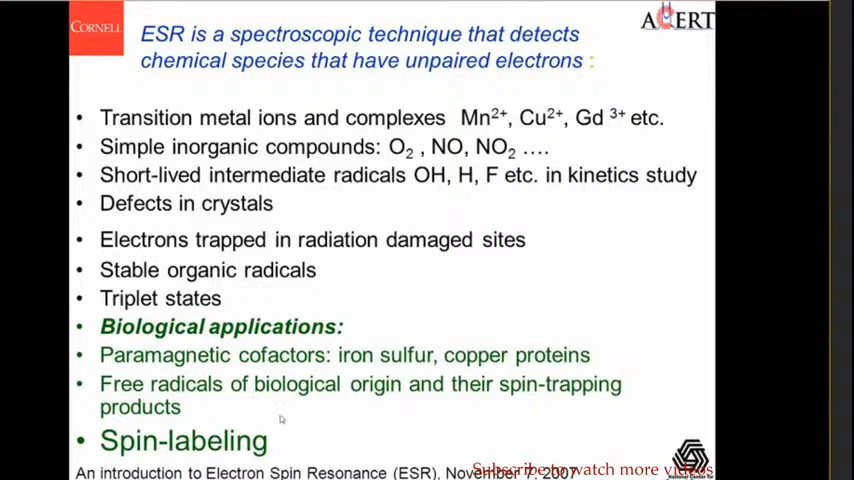 CORNELL
ACERT
ESR is a spectroscopic technique that detects
chemical species that have unpaired electrons :
• Transition metal ions and complexes Mn²⁺, Cu²⁺, Gd ³⁺ etc.
• Simple inorganic compounds: O₂ , NO, NO₂ ….
• Short-lived intermediate radicals OH, H, F etc. in kinetics study
• Defects in crystals
• Electrons trapped in radiation damaged sites
• Stable organic radicals
• Triplet states
• Biological applications:
• Paramagnetic cofactors: iron sulfur, copper proteins
• Free radicals of biological origin and their spin-trapping
products
• Spin-labeling
An introduction to Electron Spin Resonance (ESR), November 7, 2007
Subscribe to watch more videos